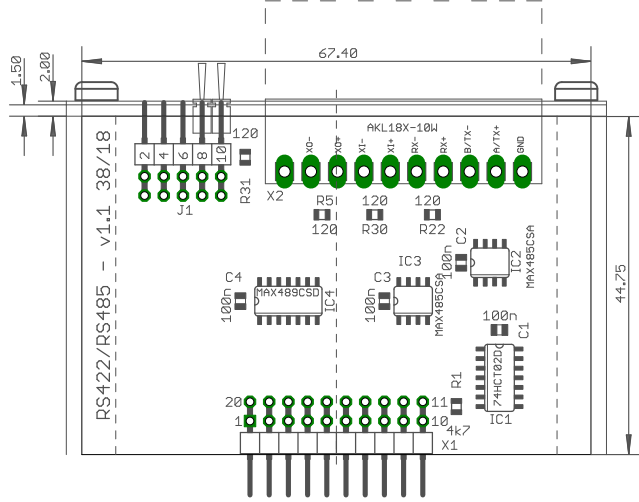 67.40
1.50
2.00
AKL18X-10W
XO-
XO+
XI-
XI+
RX-
RX+
B/TX-
A/TX+
GND
120
2
4
6
8
10
J1
R31
X2
R5
120
120
R30
120
R22
RS422/RS485 - v1.1 38/18
C2
100n
IC2
MAX485CSA
IC3
C4
100n
MAX489CSD
IC4
C3
100n
MAX485CSA
44.75
100n
C1
74HCT02D
IC1
R1
4k7
20
11
1
10
X1